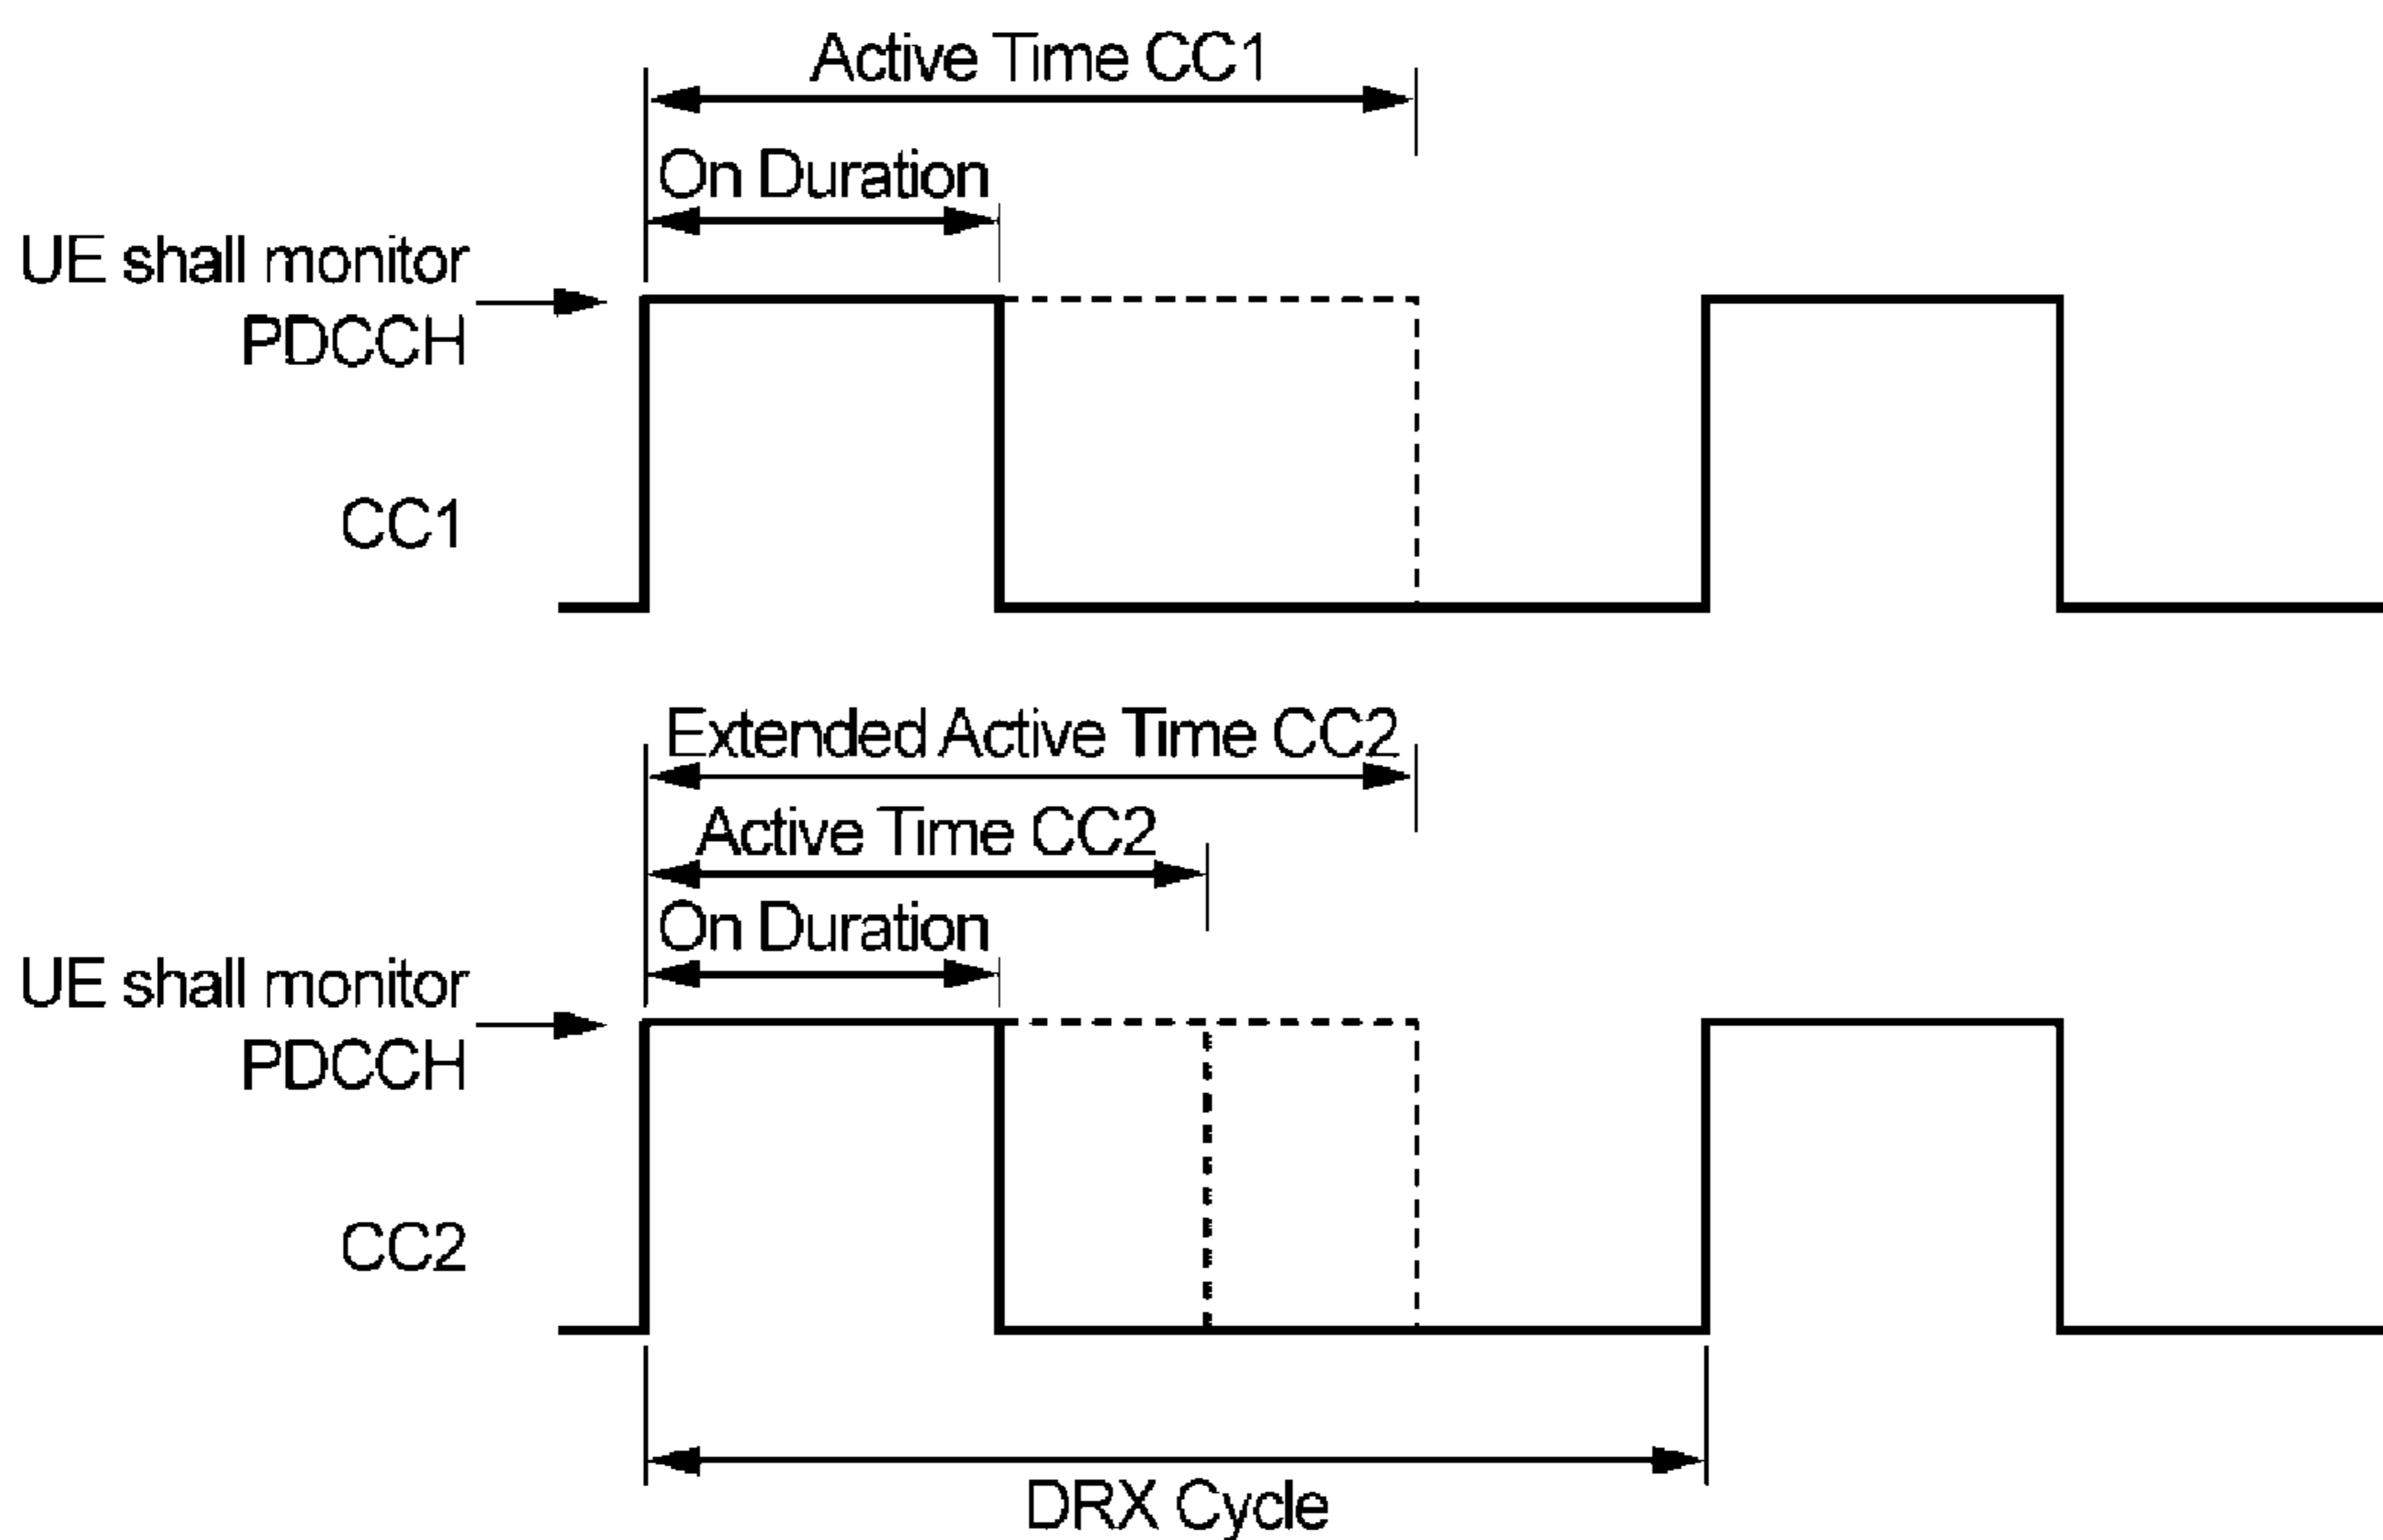 Active Time CC1
On Duration
UE shall monitor
PDCCH
CC1
Extended Active Time CC2
Active Time CC2
On Duration
UE shall monitor
PDCCH
CC2
DRX Cycle